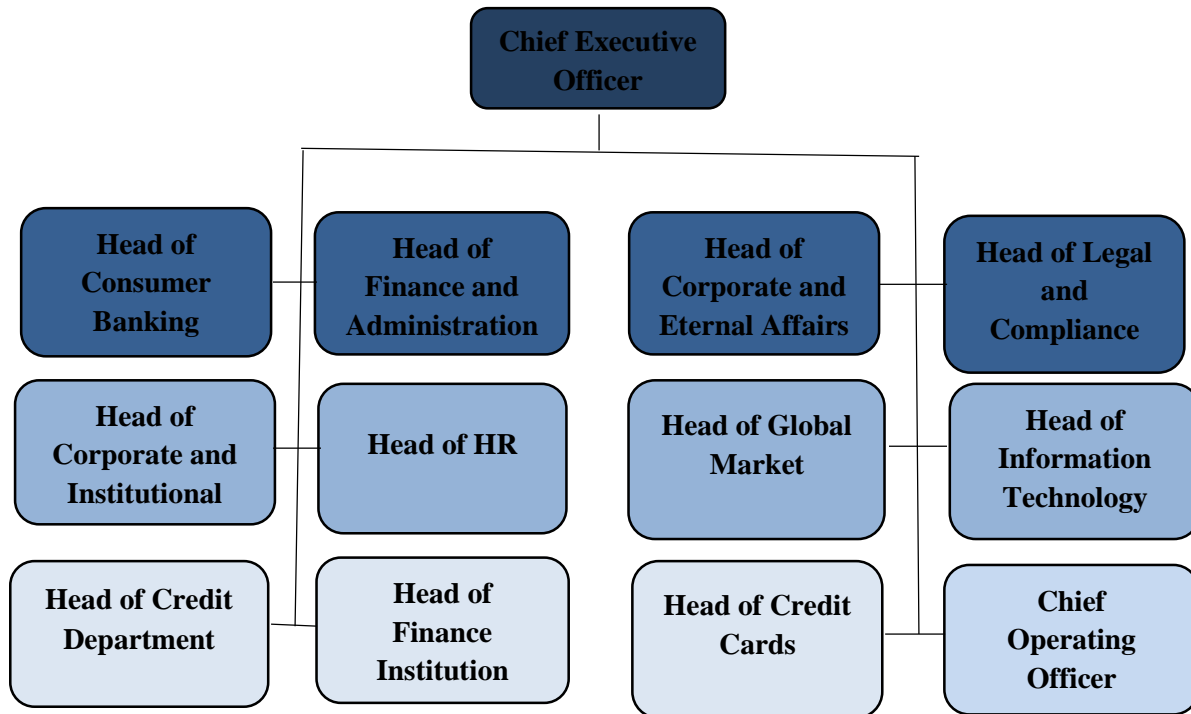 Chief Executive
Officer
Head of
Consumer
Banking
Head of
Finance and
Administration
Head of
Corporate and
Eternal Affairs
Head of Legal
and
Compliance
Head of
Corporate and
Institutional
Head of HR
Head of Global
Market
Head of
Information
Technology
Head of Credit
Department
Head of
Finance
Institution
Head of Credit
Cards
Chief
Operating
Officer